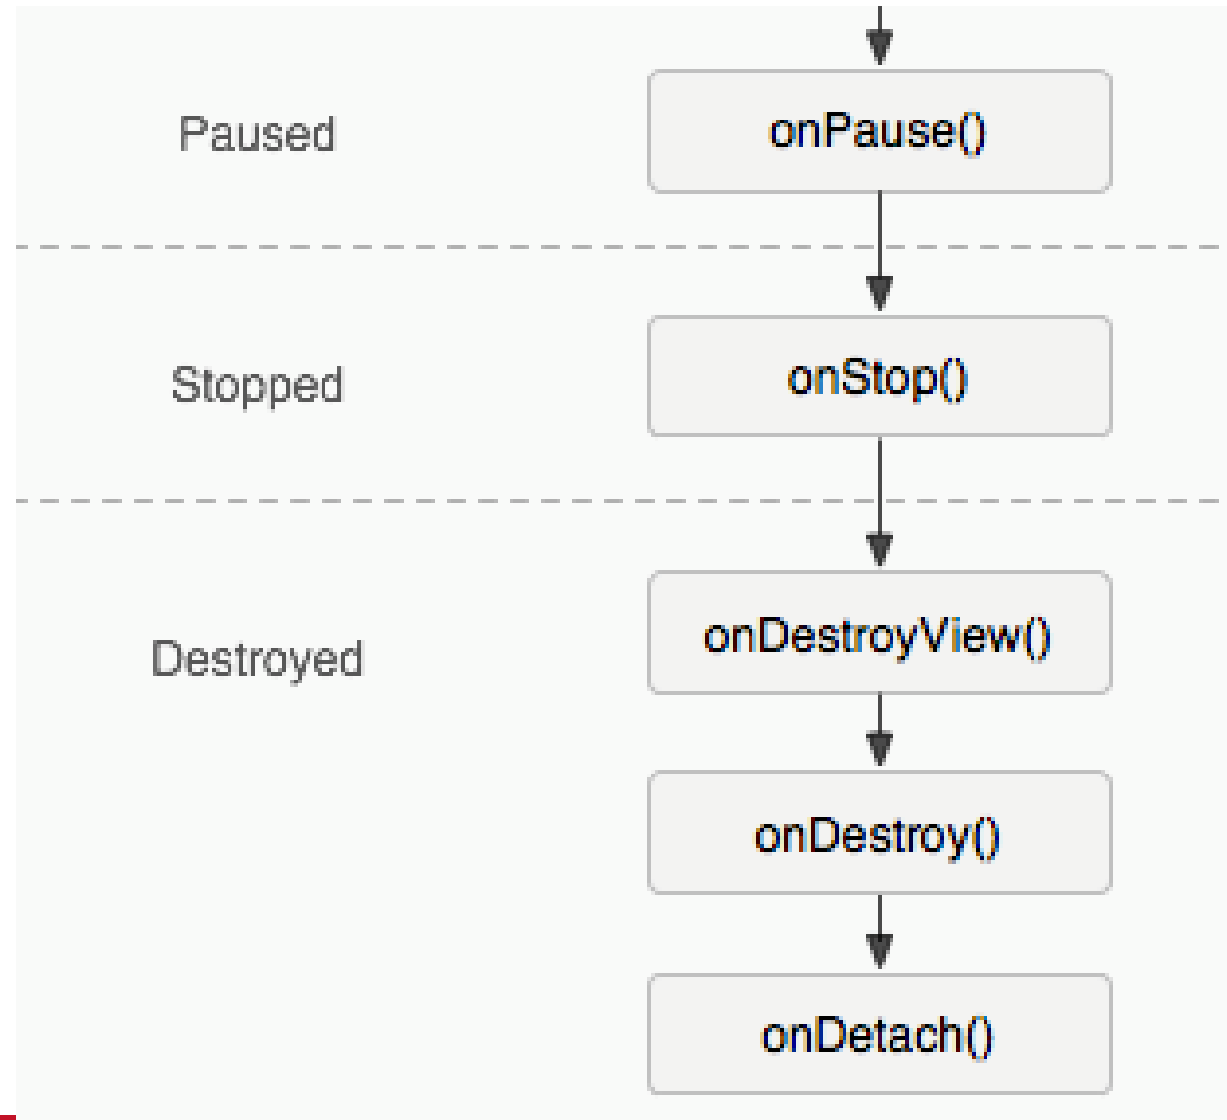 Paused
onPause()
Stopped
onStop()
Destroyed
onDestroyView()
onDestroy()
onDetach()